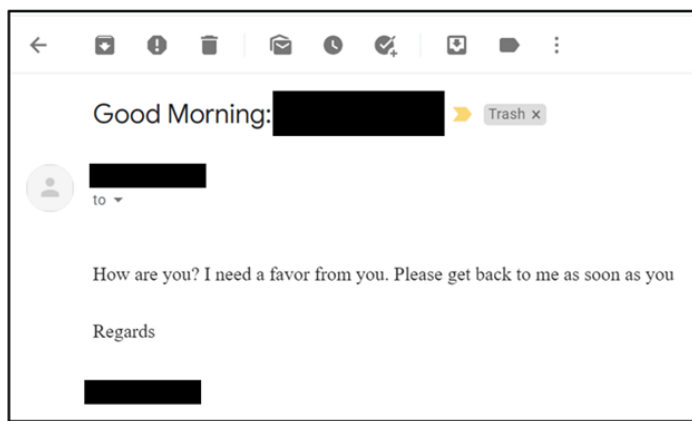 Good Morning:
Trash x
to
How are you? I need a favor from you. Please get back to me as soon as you
Regards